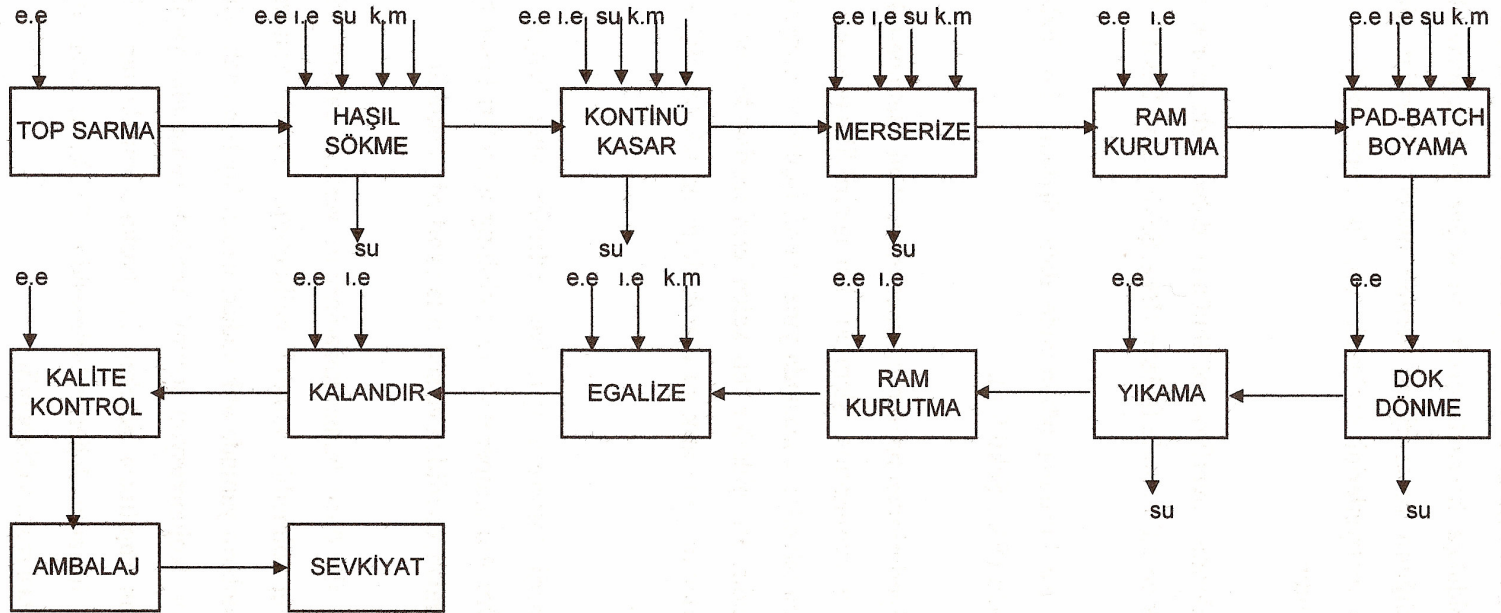 e.e
e.e ı.e su k.m
e.e ı.e su k.m
e.e ı.e su k.m
e.e ı.e
e.e ı.e su k.m
TOP SARMA
HAŞIL
SÖKME
KONTİNÜ
KASAR
MERSERİZE
RAM
KURUTMA
PAD-BATCH
BOYAMA
su
su
su
e.e
e.e ı.e
e.e ı.e k.m
e.e ı.e
e.e
e.e
KALİTE
KONTROL
KALANDIR
EGALİZE
RAM
KURUTMA
YIKAMA
DOK
DÖNME
su
su
AMBALAJ
SEVKİYAT